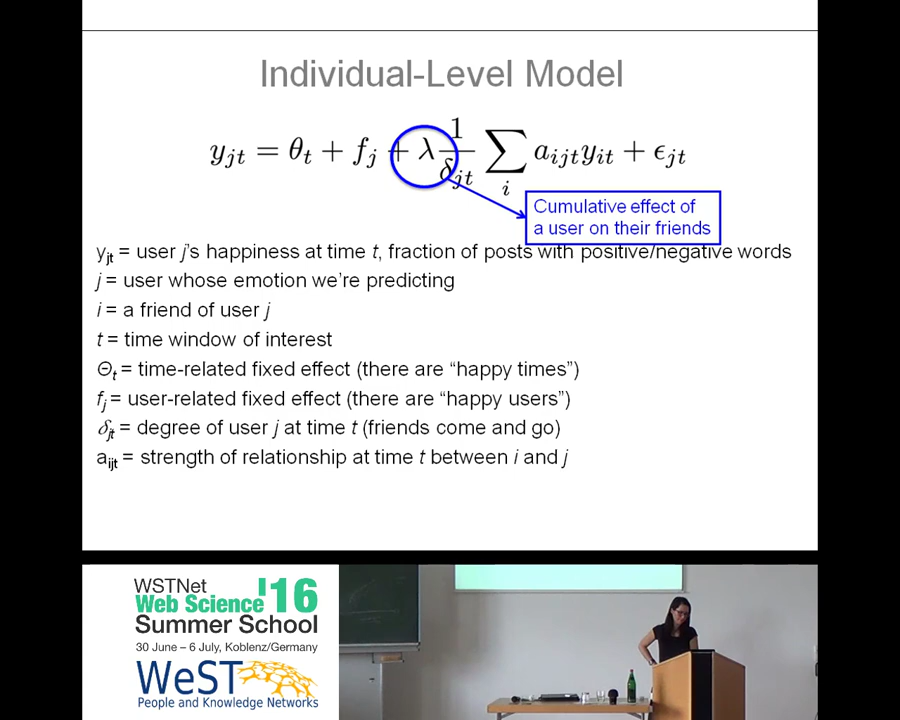 Individual-Level Model
y_jt = θ_t + f_j + λ 1/δ_jt ∑_i a_ijt y_it + ϵ_jt
Cumulative effect of
a user on their friends
y_jt = user j's happiness at time t, fraction of posts with positive/negative words
j = user whose emotion we're predicting
i = a friend of user j
t = time window of interest
Θ_t = time-related fixed effect (there are “happy times”)
f_j = user-related fixed effect (there are “happy users”)
δ_jt = degree of user j at time t (friends come and go)
a_ijt = strength of relationship at time t between i and j
WSTNet
Web Science '16
Summer School
30 June – 6 July, Koblenz/Germany
WeST
People and Knowledge Networks